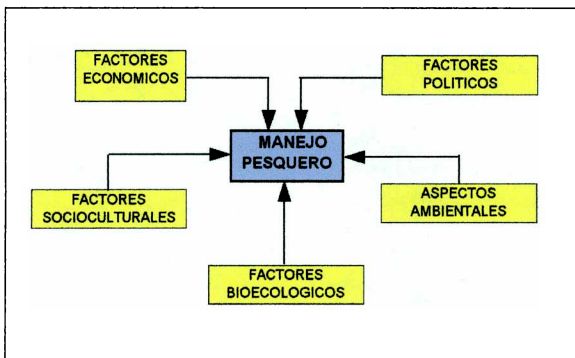 FACTORES
ECONOMICOS
FACTORES
POLITICOS
MANEJO
PESQUERO
FACTORES
SOCIOCULTURALES
ASPECTOS
AMBIENTALES
FACTORES
BIOECOLOGICOS